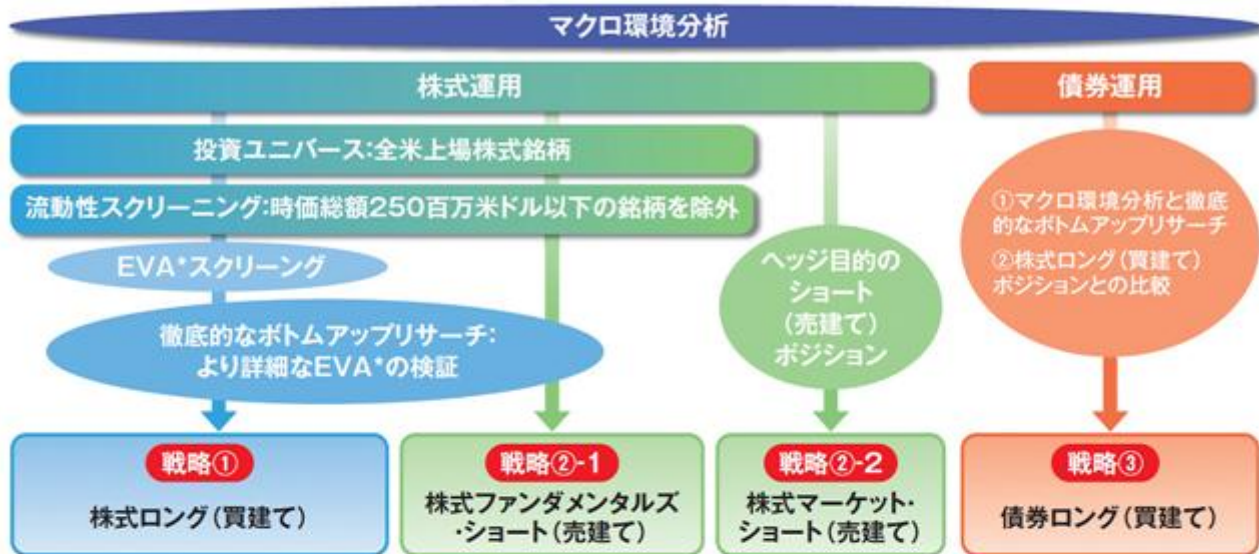 マクロ環境分析
株式運用
債券運用
投資ユニバース:全米上場株式銘柄
流動性スクリーニング:時価総額250百万米ドル以下の銘柄を除外
EVA*スクリーング
徹底的なボトムアップリサーチ:
より詳細なEVA*の検証
ヘッジ目的の
ショート
(売建て)
ポジション
①マクロ環境分析と徹底
的なボトムアップリサーチ
②株式ロング(買建て)
ポジションとの比較
戦略①
株式ロング(買建て)
戦略②-1
株式ファンダメンタルズ
・ショート(売建て)
戦略②-2
株式マーケット・
ショート(売建て)
戦略③
債券ロング(買建て)